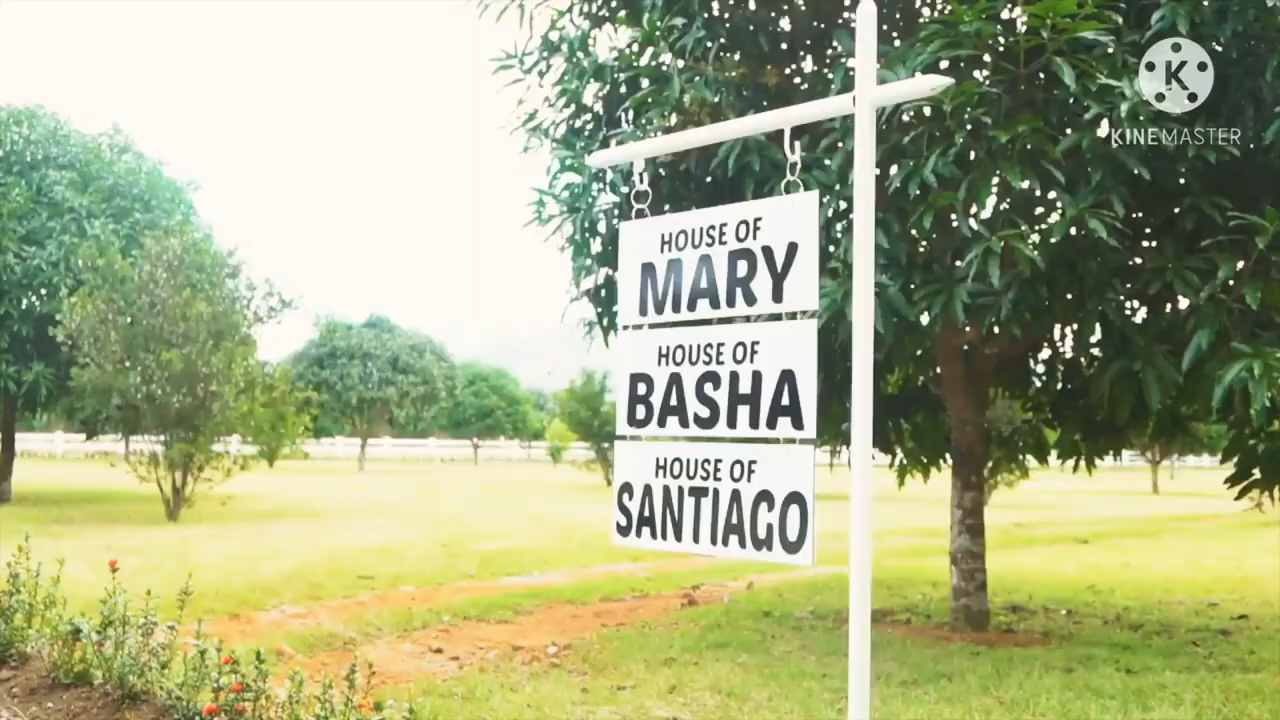 K
KINEMASTER
HOUSE OF
MARY
HOUSE OF
BASHA
HOUSE OF
SANTIAGO